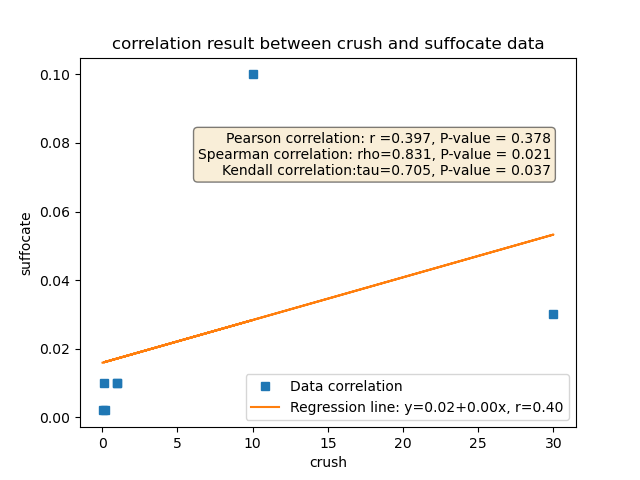 correlation result between crush and suffocate data
0.10
0.08
0.06
0.04
0.02
0.00
suffocate
Pearson correlation: r =0.397, P-value = 0.378
Spearman correlation: rho=0.831, P-value = 0.021
Kendall correlation:tau=0.705, P-value = 0.037
Data correlation
Regression line: y=0.02+0.00x, r=0.40
0 5 10 15 20 25 30
crush